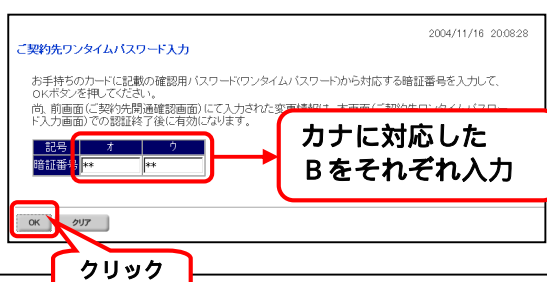 2004/11/16 20:08:28
ご契約先ワンタイムパスワード入力
お手持ちのカードに記載の確認用パスワード(ワンタイムパスワード)から対応する暗証番号を入力して、
OKボタンを押してください。
尚、前画面(ご契約先開通確認画面)にて入力された変更情報は、本画面(ご契約先ワンタイムパスワー
ド入力画面)での認証終了後に有効になります。
記号 オ ウ
暗証番号 ** **
カナに対応した
Bをそれぞれ入力
OK クリア
クリック